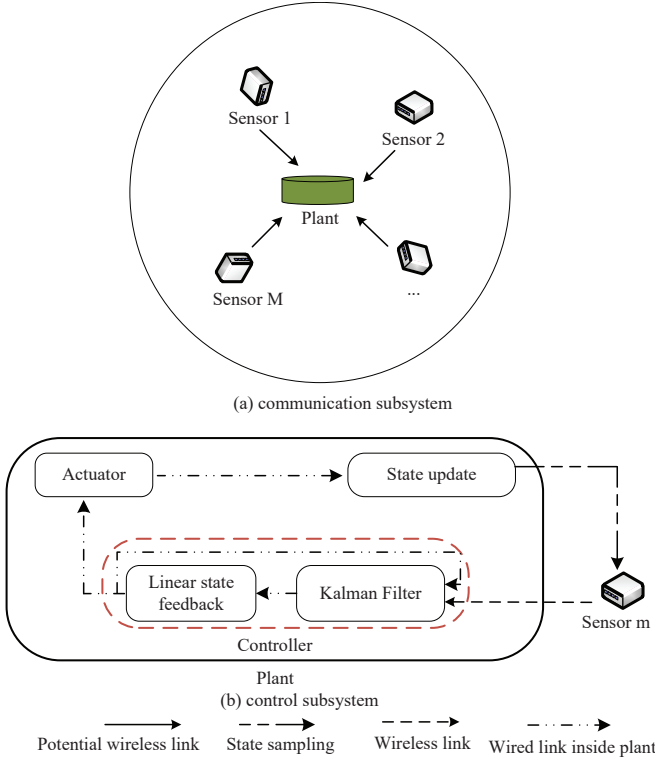 Sensor 1
Sensor 2
Plant
Sensor M
...
(a) communication subsystem
Actuator
State update
Linear state
feedback
Kalman Filter
Sensor m
Controller
Plant
(b) control subsystem
Potential wireless link
State sampling
Wireless link
Wired link inside plant